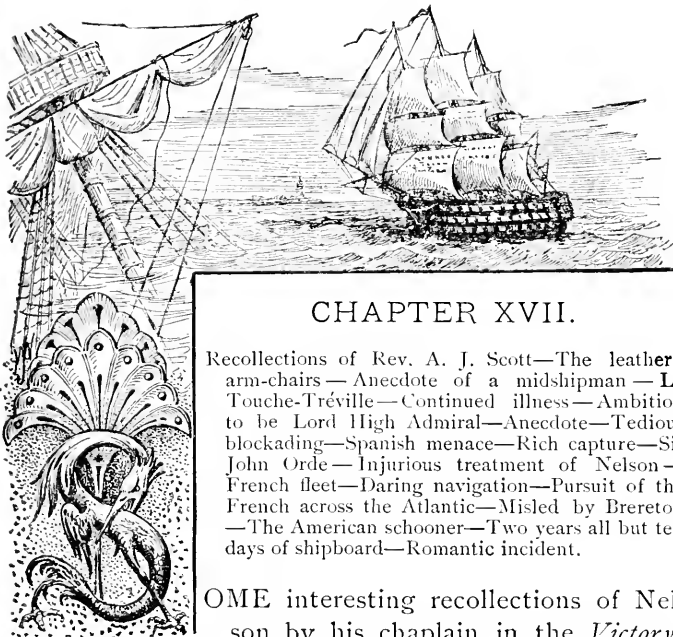 CHAPTER XVII.
Recollections of Rev. A. J. Scott—The leather
arm-chairs—Anecdote of a midshipman—L
Touche-Tréville—Continued illness—Ambitio
to be Lord High Admiral—Anecdote—Tediou
blockading—Spanish menace—Rich capture—Si
John Orde—Injurious treatment of Nelson—
French fleet—Daring navigation—Pursuit of th
French across the Atlantic—Misled by Brereto
—The American schooner—Two years all but te
days of shipboard—Romantic incident.
OME interesting recollections of Nel
son by his chaplain in the Victory